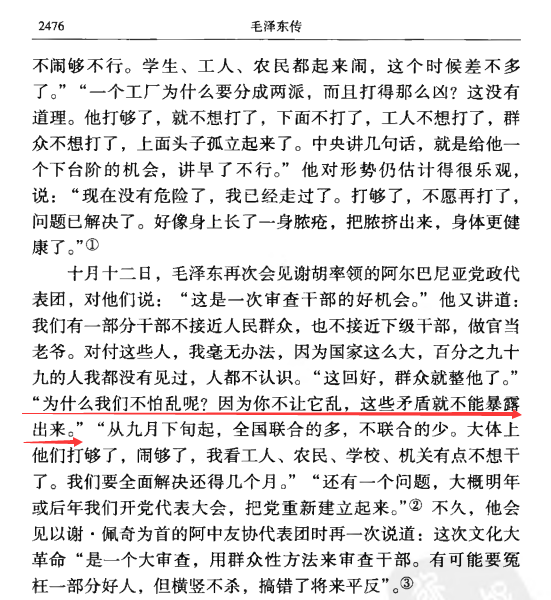 2476
毛泽东传
不闹够不行。学生、工人、农民都起来闹，这个时候差不多
了。”“一个工厂为什么要分成两派，而且打得那么凶？这没有
道理。他打够了，就不想打了，下面不打了，工人不想打了，群
众不想打了，上面头子孤立起来了。中央讲几句话，就是给他一
个下台阶的机会，讲早了不行。”他对形势仍估计得很乐观，
说：“现在没有危险了，我已经走过了。打够了，不愿再打了，
问题已解决了。好像身上长了一身脓疮，把脓挤出来，身体更健
康了。”①
十月十二日，毛泽东再次会见谢胡率领的阿尔巴尼亚党政代
表团，对他们说：“这是一次审查干部的好机会。”他又讲道：
我们有一部分干部不接近人民群众，也不接近下级干部，做官当
老爷。对付这些人，我毫无办法，因为国家这么大，百分之九十
九的人我都没有见过，人都不认识。“这回好，群众就整他了。”
“为什么我们不怕乱呢？因为你不让它乱，这些矛盾就不能暴露
出来。”“从九月下旬起，全国联合的多，不联合的少。大体上
他们打够了，闹够了，我看工人、农民、学校、机关有点不想干
了。我们要全面解决还得几个月。”“还有一个问题，大概明年
或后年我们开党代表大会，把党重新建立起来。”②不久，他会
见以谢·佩奇为首的阿中友协代表团时再一次说道：这次文化大
革命“是一个大审查，用群众性方法来审查干部。有可能要冤
枉一部分好人，但横竖不杀，搞错了将来平反”。③